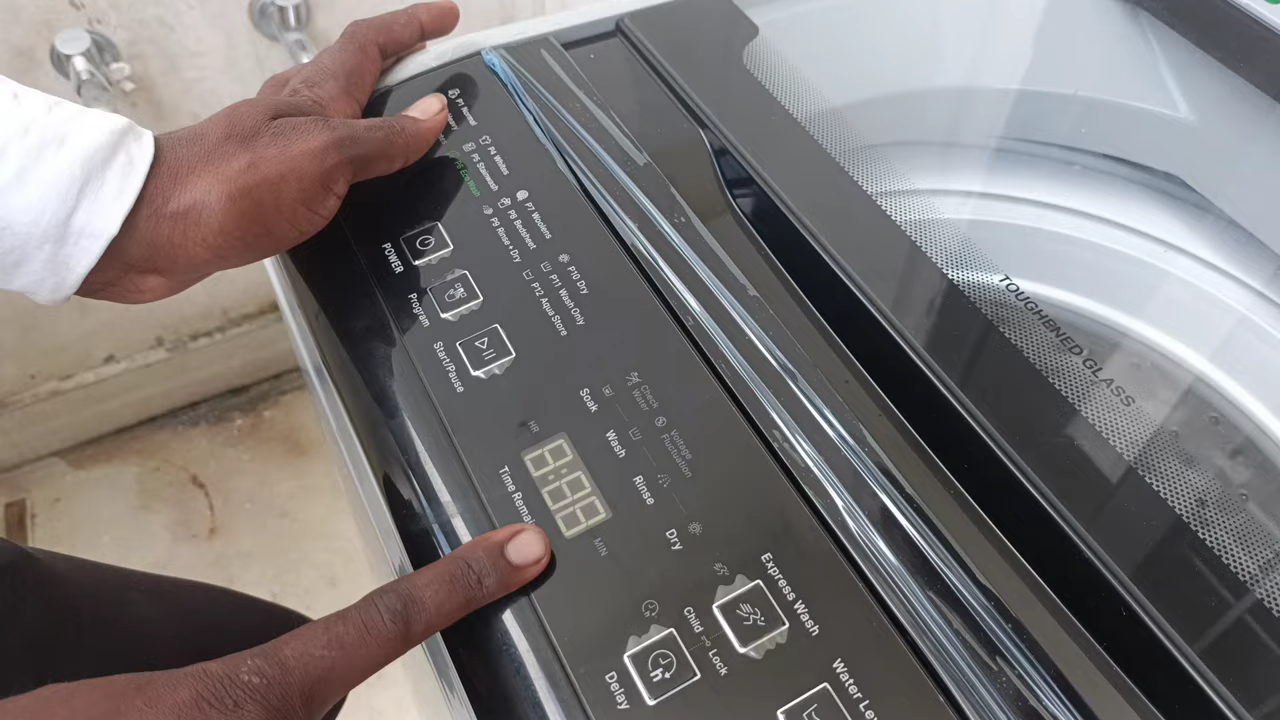 P1 Normal
P4 Whites
P5 Stainwash
P7 Woolens
P8 Bedsheet
P9 Rinse + Dry
P10 Dry
P11 Wash Only
P12 Aqua Store
POWER
Program
Start/Pause
Soak
Wash
Rinse
Dry
Check
Water
Voltage
Fluctuation
HR
MIN
Time
Express Wash
Child
Lock
Delay
Water
TOUGHENED GLASS